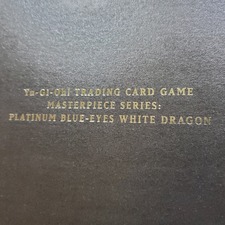 Yu-Gi-Oh! TRADING CARD GAME
MASTERPIECE SERIES:
PLATINUM BLUE-EYES WHITE DRAGON